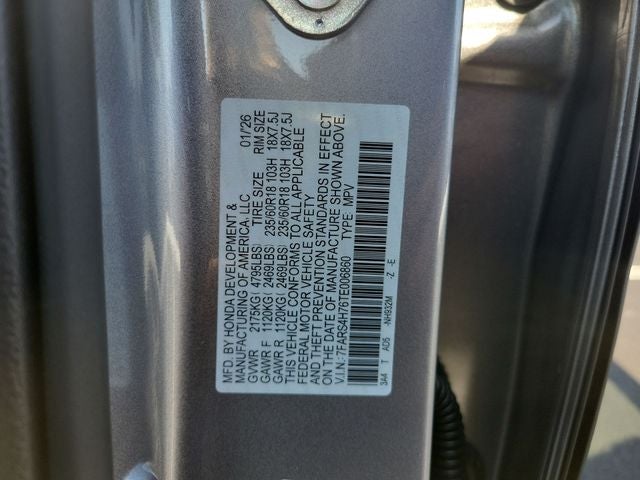 MFD. BY HONDA DEVELOPMENT &
MANUFACTURING OF AMERICA, LLC 01/26
GVWR 2175KG( 4795LBS) TIRE SIZE RIM SIZE
GAWR F 1120KG( 2469LBS) 235/60R18 103H 18X7.5J
GAWR R 1120KG( 2469LBS) 235/60R18 103H 18X7.5J
THIS VEHICLE CONFORMS TO ALL APPLICABLE
FEDERAL MOTOR VEHICLE SAFETY
AND THEFT PREVENTION STANDARDS IN EFFECT
ON THE DATE OF MANUFACTURE SHOWN ABOVE.
V.I.N.: 7FARS4H76TE006860 TYPE MPV
3A4 T AD5 -NH932M -Z -E